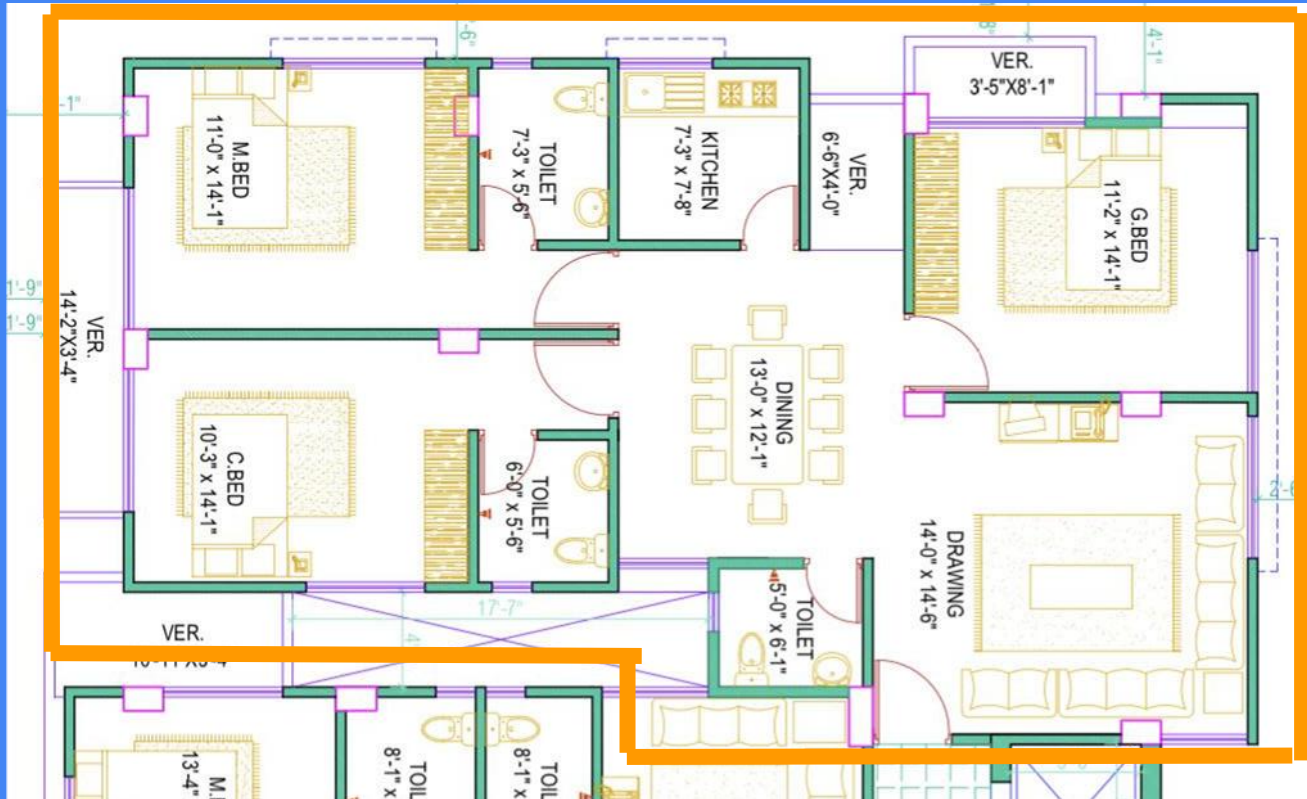 4'-1"
VER.
3'-5"X8'-1"
M.BED
11'-0" x 14'-1"
TOILET
7'-3" x 5'-6"
KITCHEN
7'-3" x 7'-8"
VER.
6'-6"X4'-0"
G.BED
11'-2" x 14'-1"
1'-9"
1'-9"
VER.
14'-2"X3'-4"
DINING
13'-0" x 12'-1"
C.BED
10'-3" x 14'-1"
TOILET
6'-0" x 5'-6"
DRAWING
14'-0" x 14'-6"
17'-7"
TOILET
5'-0" x 6'-1"
VER.
13'-4"
8'-1" x
8'-1" x